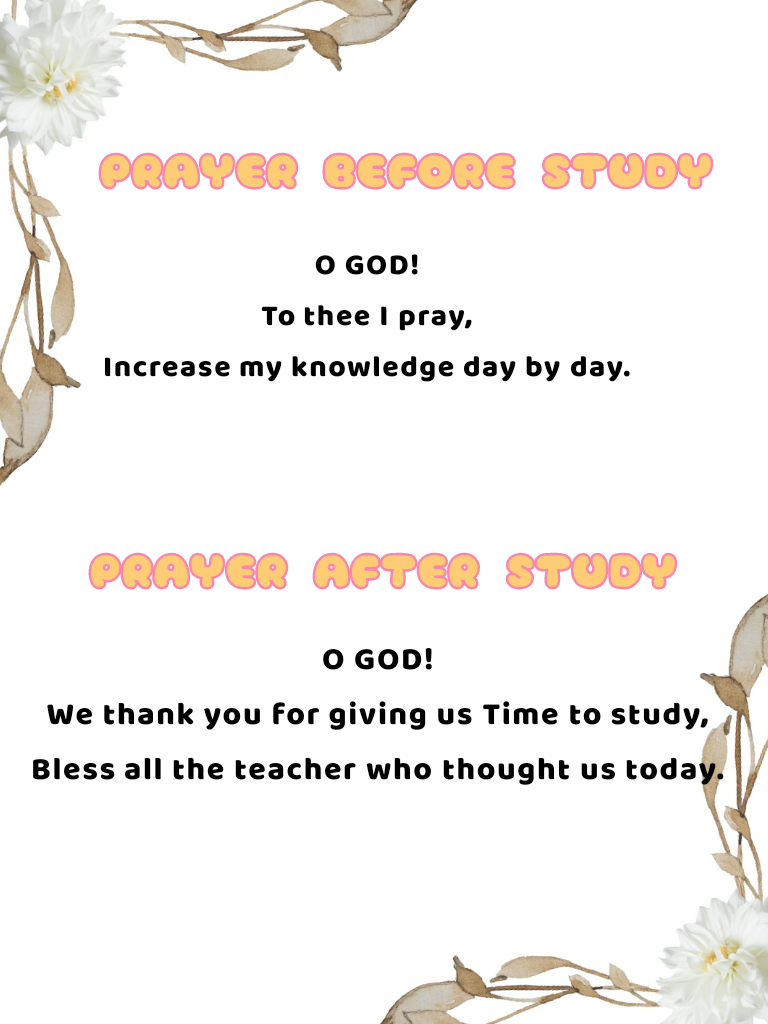 PRAYER BEFORE STUDY
O GOD!
To thee I pray,
Increase my knowledge day by day.
PRAYER AFTER STUDY
O GOD!
We thank you for giving us Time to study,
Bless all the teacher who thought us today.